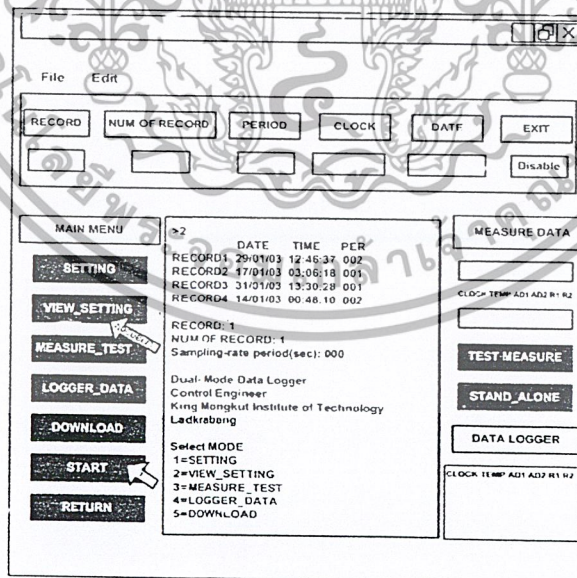 File Edit
RECORD NUM OF RECORD PERIOD CLOCK DATE EXIT
Disable
MAIN MENU
SETTING
VIEW_SETTING
MEASURE_TEST
LOGGER_DATA
DOWNLOAD
START
RETURN
>2
DATE TIME PER
RECORD1 29/01/03 12:46:37 002
RECORD2 17/01/03 03:06:18 001
RECORD3 31/01/03 13:30:28 001
RECORD4 14/01/03 00:48:10 002
RECORD: 1
NUM OF RECORD: 1
Sampling-rate period(sec): 000
Dual- Mode Data Logger
Control Engineer
King Mongkut Institute of Technology
Ladkrabang
Select MODE
1=SETTING
2=VIEW_SETTING
3=MEASURE_TEST
4=LOGGER_DATA
5=DOWNLOAD
MEASURE DATA
CLOCK TEMP AD1 AD2 R1 R2
TEST-MEASURE
STAND_ALONE
DATA LOGGER
CLOCK TEMP AD1 AD2 R1 R2